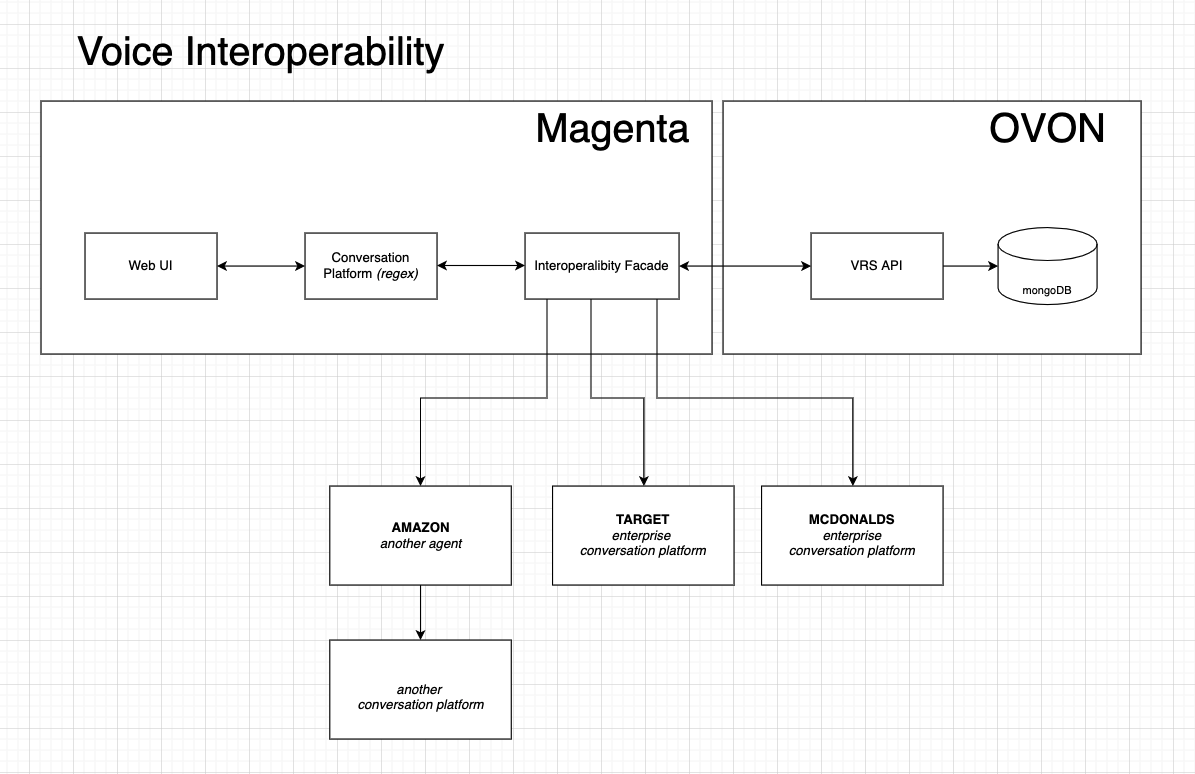 Voice Interoperability
Magenta
OVON
Web UI
Conversation
Platform (regex)
Interoperalibity Facade
VRS API
mongoDB
AMAZON
another agent
TARGET
enterprise
conversation platform
MCDONALDS
enterprise
conversation platform
another
conversation platform